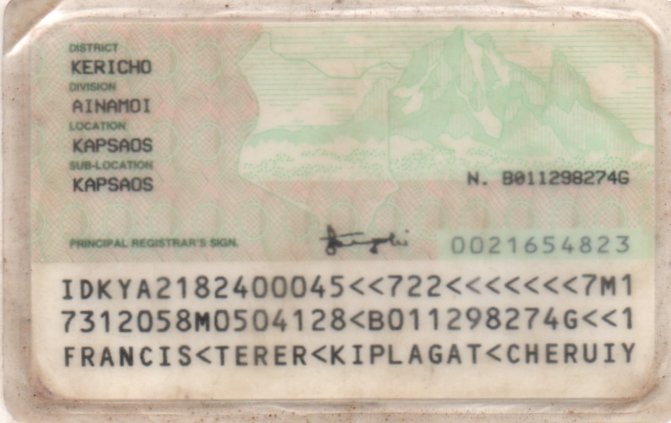 DISTRICT
KERICHO
DIVISION
AINAMOI
LOCATION
KAPSAOS
SUB-LOCATION
KAPSAOS
N. B011298274G
PRINCIPAL REGISTRAR'S SIGN.
0021654823
IDKYA2182400045<<722<<<<<<<7M1
7312058M0504128<B011298274G<<1
FRANCIS<TERER<KIPLAGAT<CHERUIY